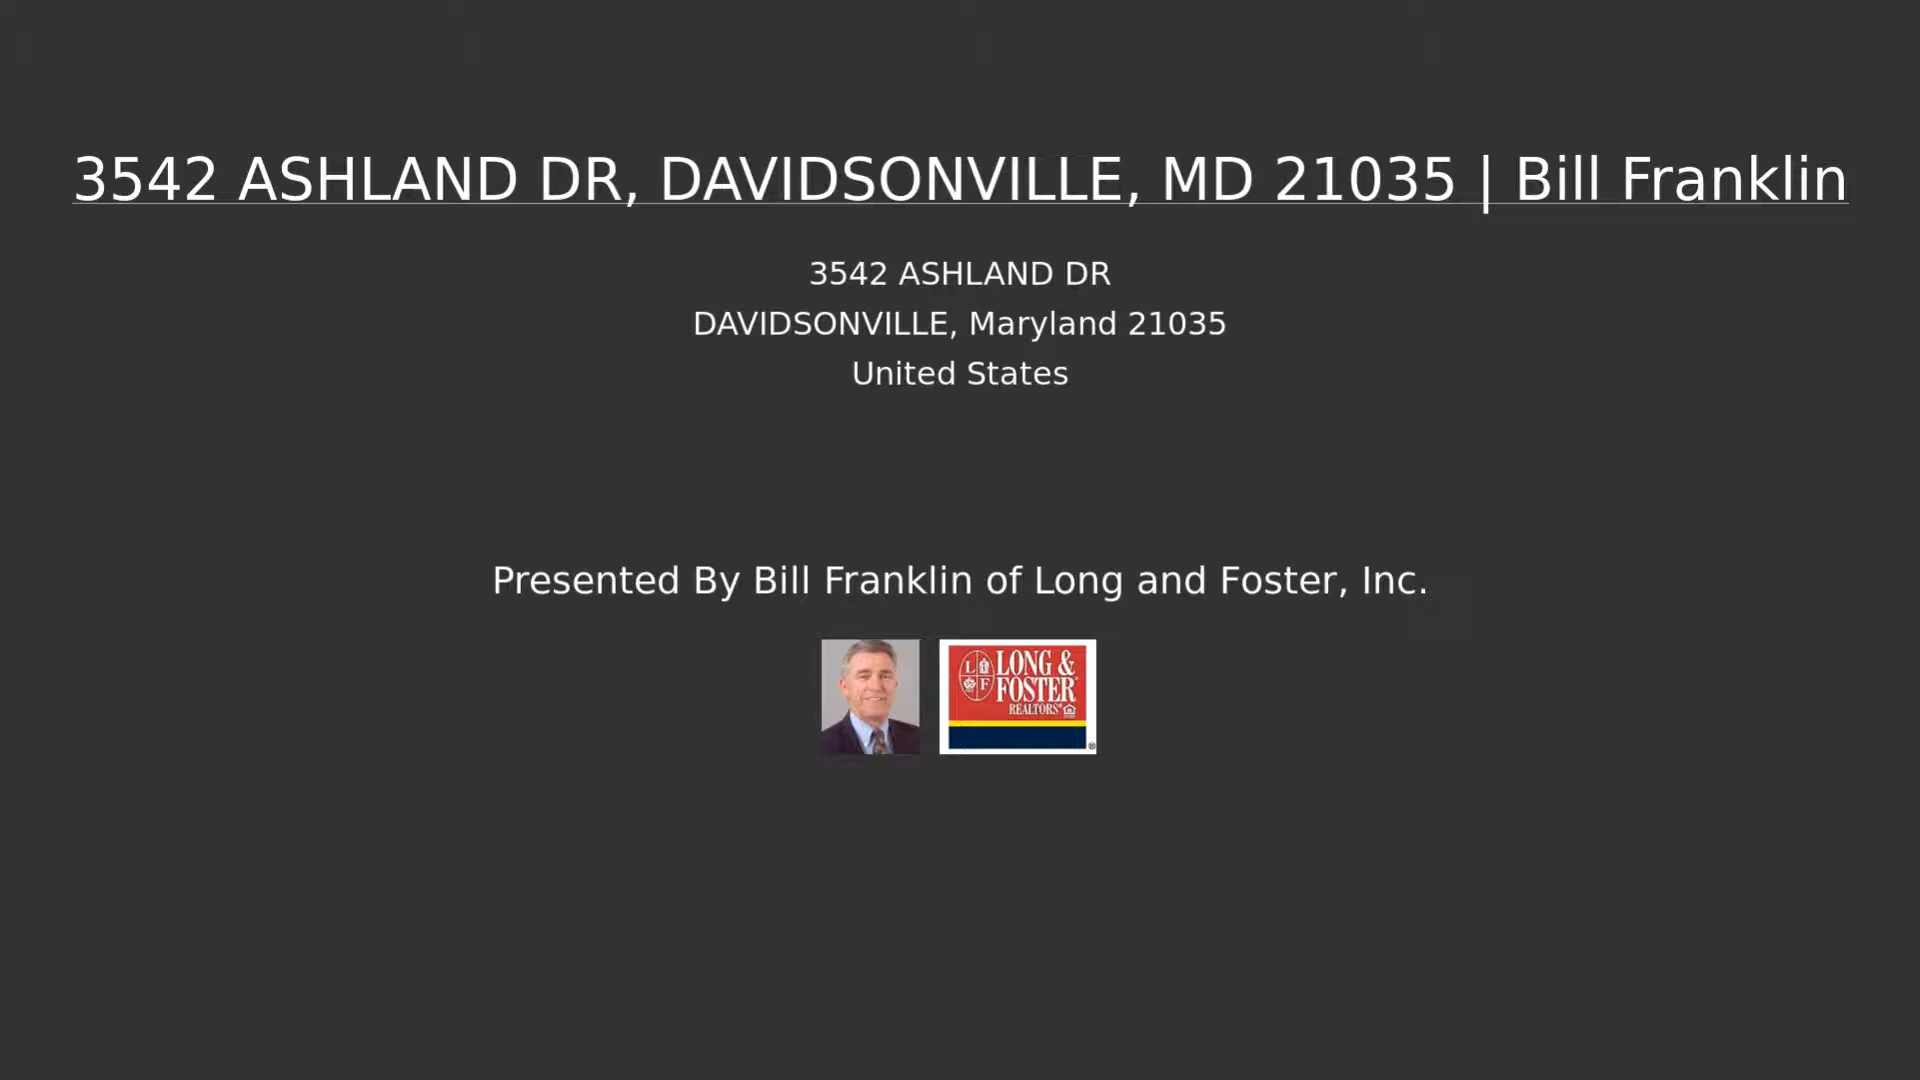 3542 ASHLAND DR, DAVIDSONVILLE, MD 21035 | Bill Franklin
3542 ASHLAND DR
DAVIDSONVILLE, Maryland 21035
United States
Presented By Bill Franklin of Long and Foster, Inc.
L F
LONG &
FOSTER®
REALTORS®
®